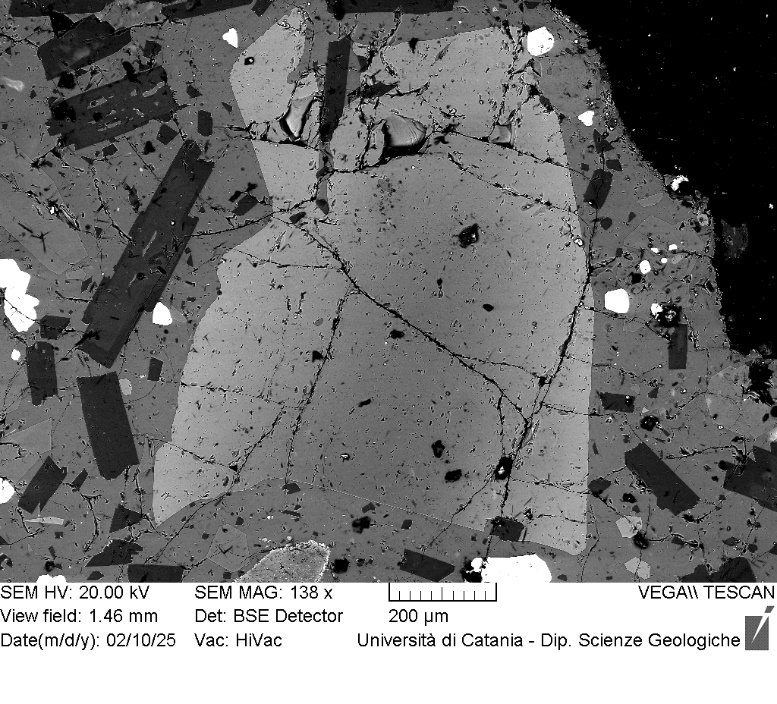 SEM HV: 20.00 kV SEM MAG: 138 x VEGA\\ TESCAN
View field: 1.46 mm Det: BSE Detector 200 µm
Date(m/d/y): 02/10/25 Vac: HiVac Università di Catania - Dip. Scienze Geologiche